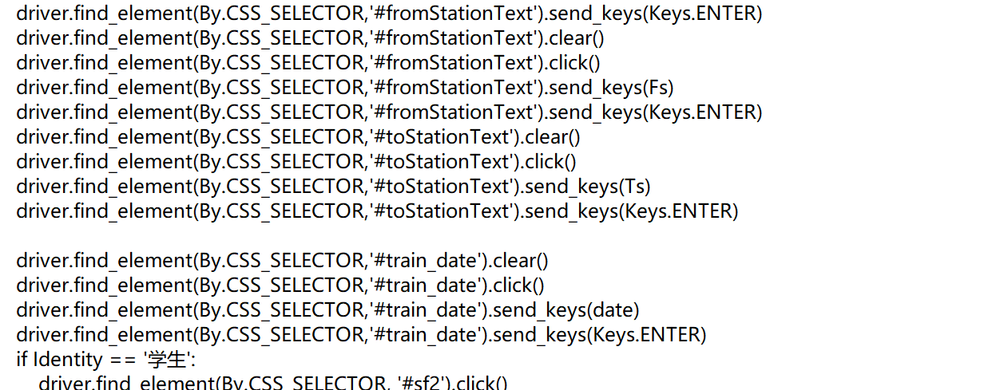 driver.find_element(By.CSS_SELECTOR,'#fromStationText').send_keys(Keys.ENTER)
driver.find_element(By.CSS_SELECTOR,'#fromStationText').clear()
driver.find_element(By.CSS_SELECTOR,'#fromStationText').click()
driver.find_element(By.CSS_SELECTOR,'#fromStationText').send_keys(Fs)
driver.find_element(By.CSS_SELECTOR,'#fromStationText').send_keys(Keys.ENTER)
driver.find_element(By.CSS_SELECTOR,'#toStationText').clear()
driver.find_element(By.CSS_SELECTOR,'#toStationText').click()
driver.find_element(By.CSS_SELECTOR,'#toStationText').send_keys(Ts)
driver.find_element(By.CSS_SELECTOR,'#toStationText').send_keys(Keys.ENTER)

driver.find_element(By.CSS_SELECTOR,'#train_date').clear()
driver.find_element(By.CSS_SELECTOR,'#train_date').click()
driver.find_element(By.CSS_SELECTOR,'#train_date').send_keys(date)
driver.find_element(By.CSS_SELECTOR,'#train_date').send_keys(Keys.ENTER)
if Identity == '学生':
    driver.find_element(By.CSS_SELECTOR, '#sf2').click()